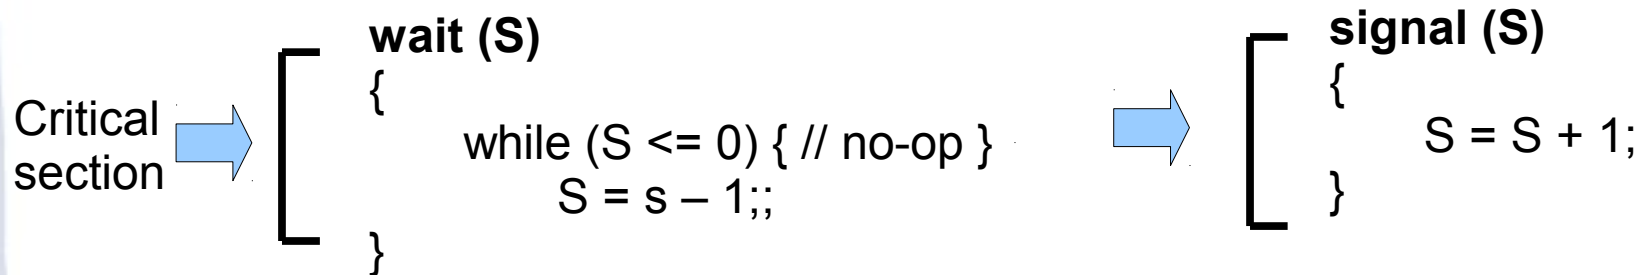 wait (S)
{
Critical
section
while (S <= 0) { // no-op }
S = s – 1;;
}
signal (S)
{
S = S + 1;
}